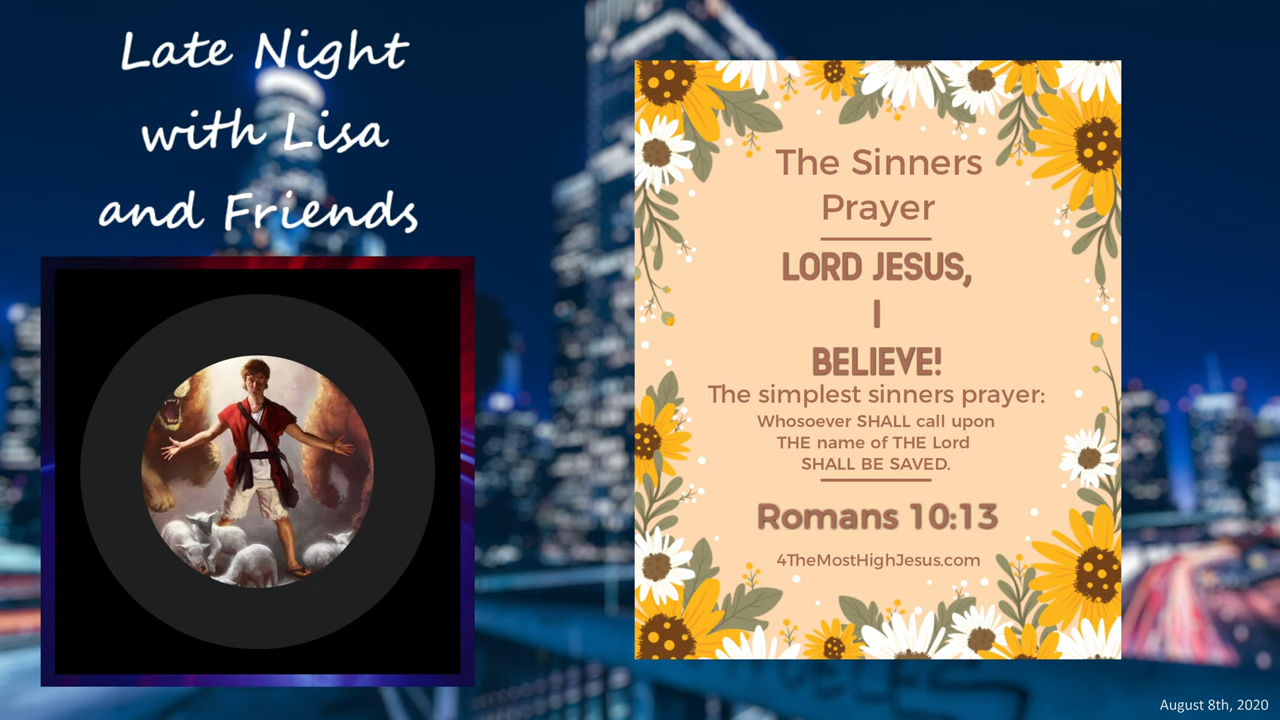 Late Night
with Lisa
and Friends
The Sinners
Prayer
LORD JESUS,
I
BELIEVE!
The simplest sinners prayer:
Whosoever SHALL call upon
THE name of THE Lord
SHALL BE SAVED.
Romans 10:13
4TheMostHighJesus.com
August 8th, 2020